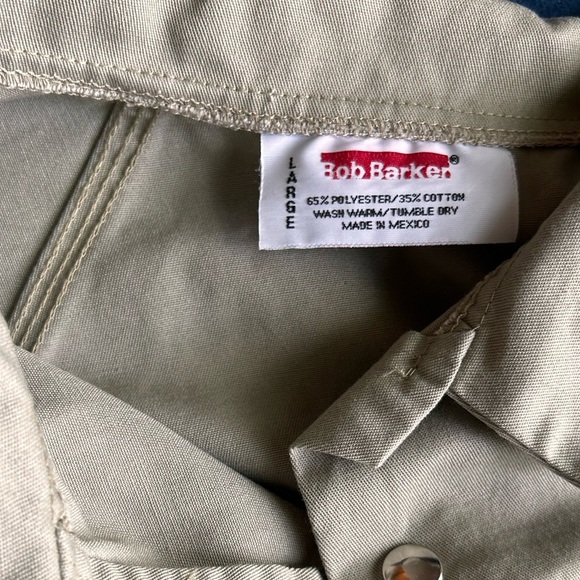 LARGE
Bob Barker®
65% POLYESTER/35% COTTON
WASH WARM/TUMBLE DRY
MADE IN MEXICO